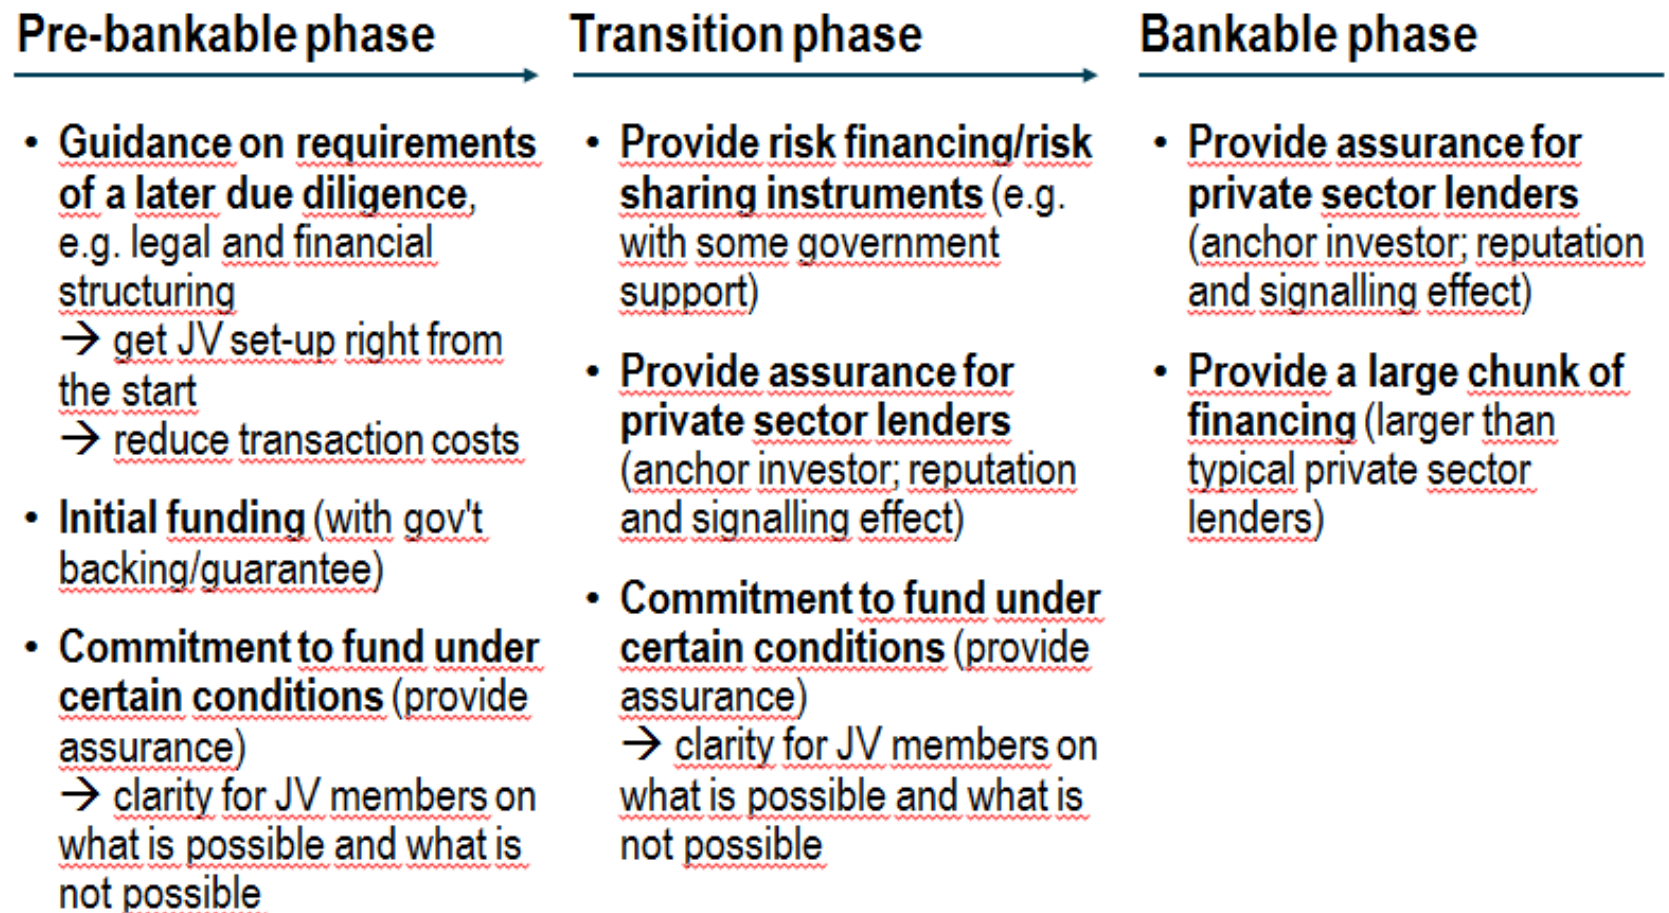 Pre-bankable phase
• Guidance on requirements
of a later due diligence,
e.g. legal and financial
structuring
→ get JV set-up right from
the start
→ reduce transaction costs
• Initial funding (with gov't
backing/guarantee)
• Commitment to fund under
certain conditions (provide
assurance)
→ clarity for JV members on
what is possible and what is
not possible
Transition phase
• Provide risk financing/risk
sharing instruments (e.g.
with some government
support)
• Provide assurance for
private sector lenders
(anchor investor; reputation
and signalling effect)
• Commitment to fund under
certain conditions (provide
assurance)
→ clarity for JV members on
what is possible and what is
not possible
Bankable phase
• Provide assurance for
private sector lenders
(anchor investor; reputation
and signalling effect)
• Provide a large chunk of
financing (larger than
typical private sector
lenders)